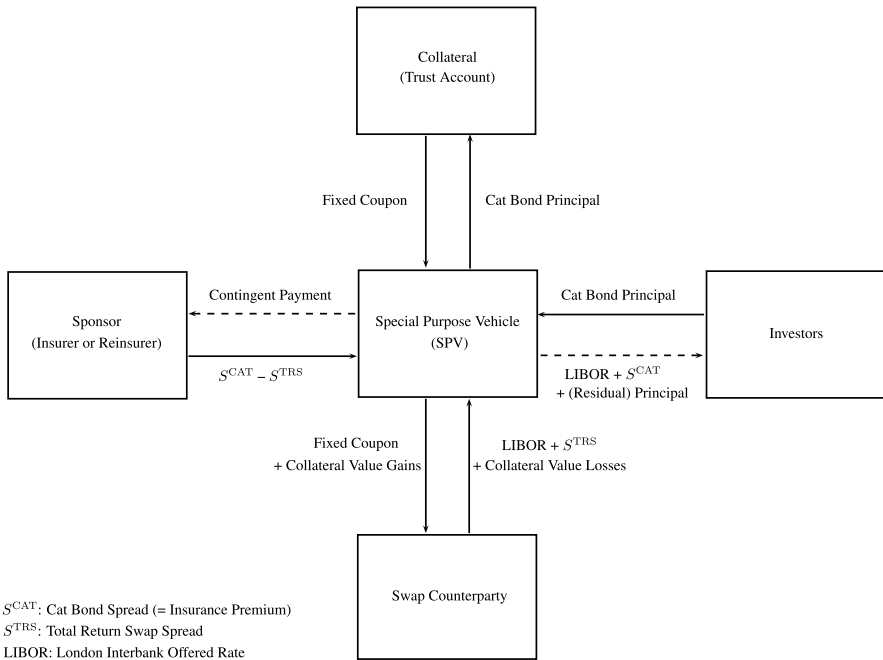 Collateral
(Trust Account)
Fixed Coupon
Cat Bond Principal
Sponsor
(Insurer or Reinsurer)
Contingent Payment
S^CAT – S^TRS
Special Purpose Vehicle
(SPV)
Cat Bond Principal
LIBOR + S^CAT
+ (Residual) Principal
Investors
Fixed Coupon
+ Collateral Value Gains
LIBOR + S^TRS
+ Collateral Value Losses
Swap Counterparty
S^CAT: Cat Bond Spread (= Insurance Premium)
S^TRS: Total Return Swap Spread
LIBOR: London Interbank Offered Rate